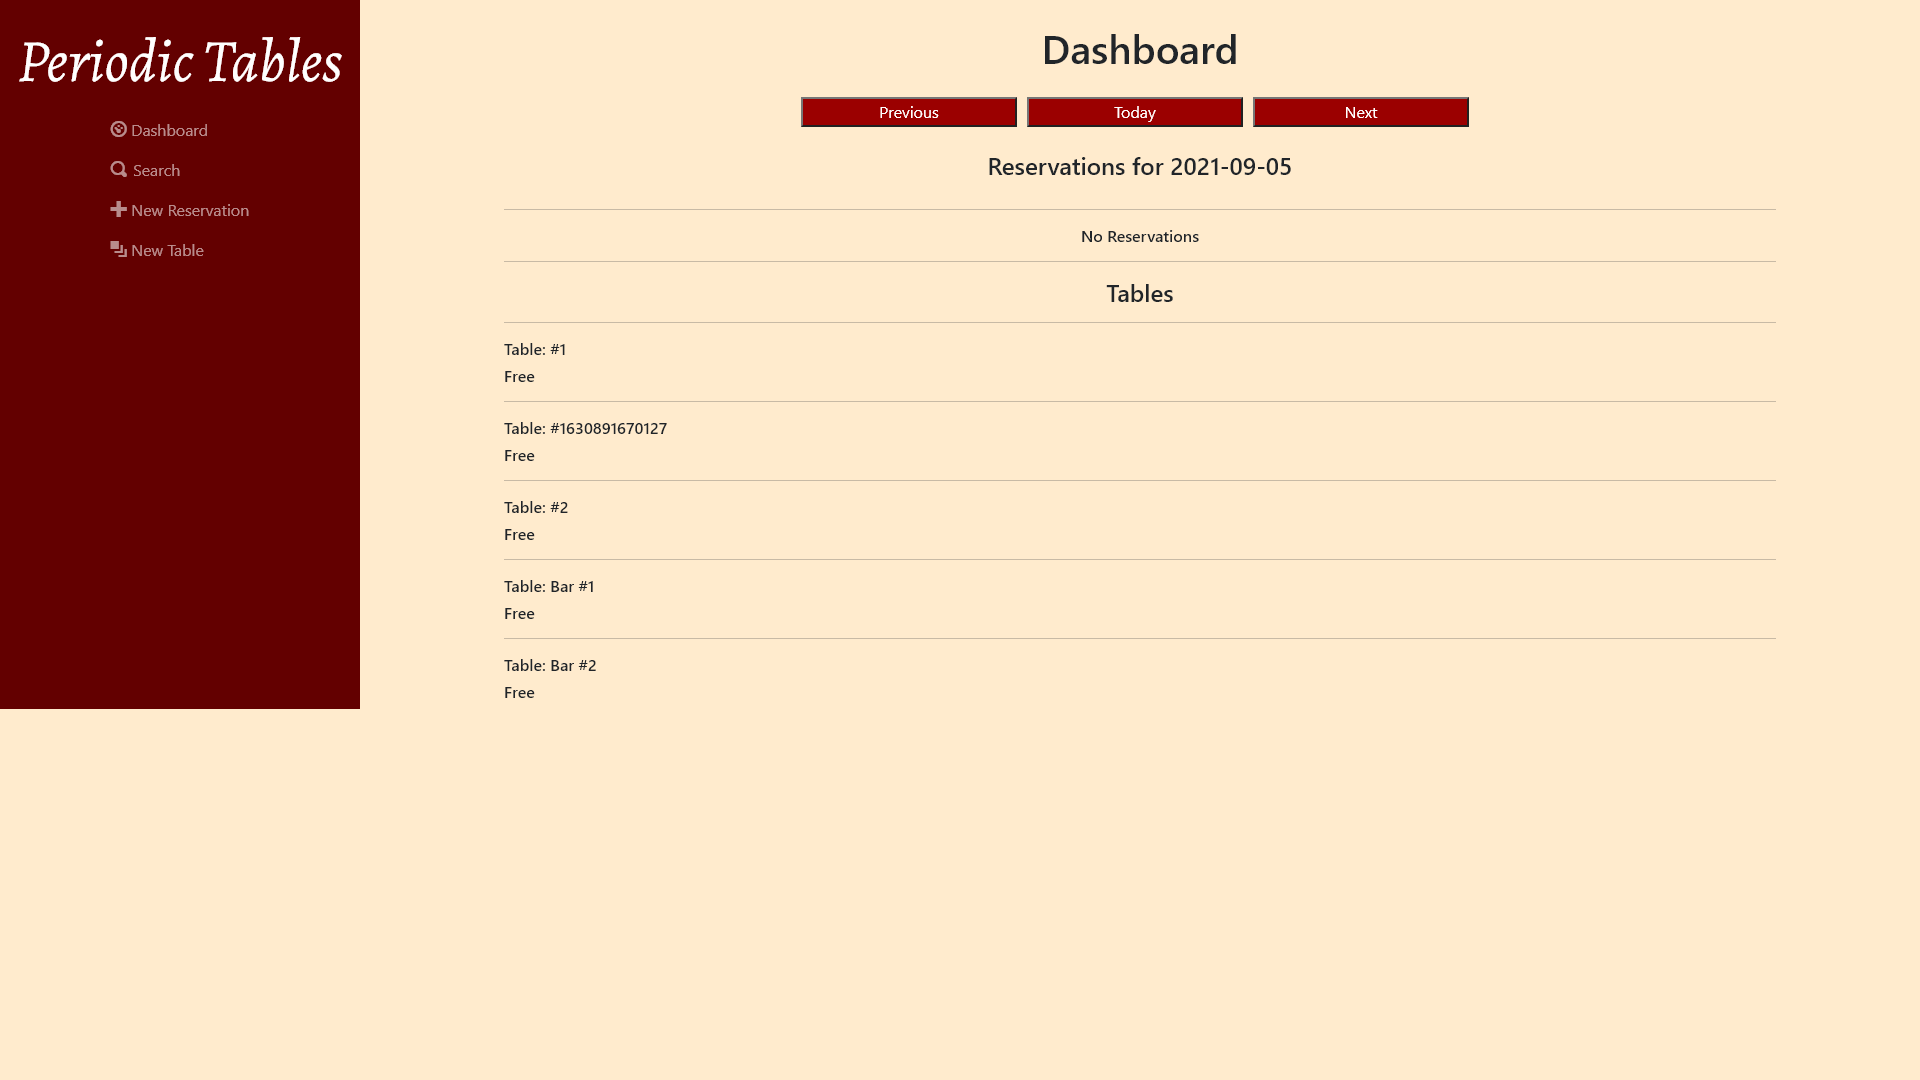 Periodic Tables
Dashboard
Search
New Reservation
New Table
Dashboard
Previous
Today
Next
Reservations for 2021-09-05
No Reservations
Tables
Table: #1
Free
Table: #1630891670127
Free
Table: #2
Free
Table: Bar #1
Free
Table: Bar #2
Free